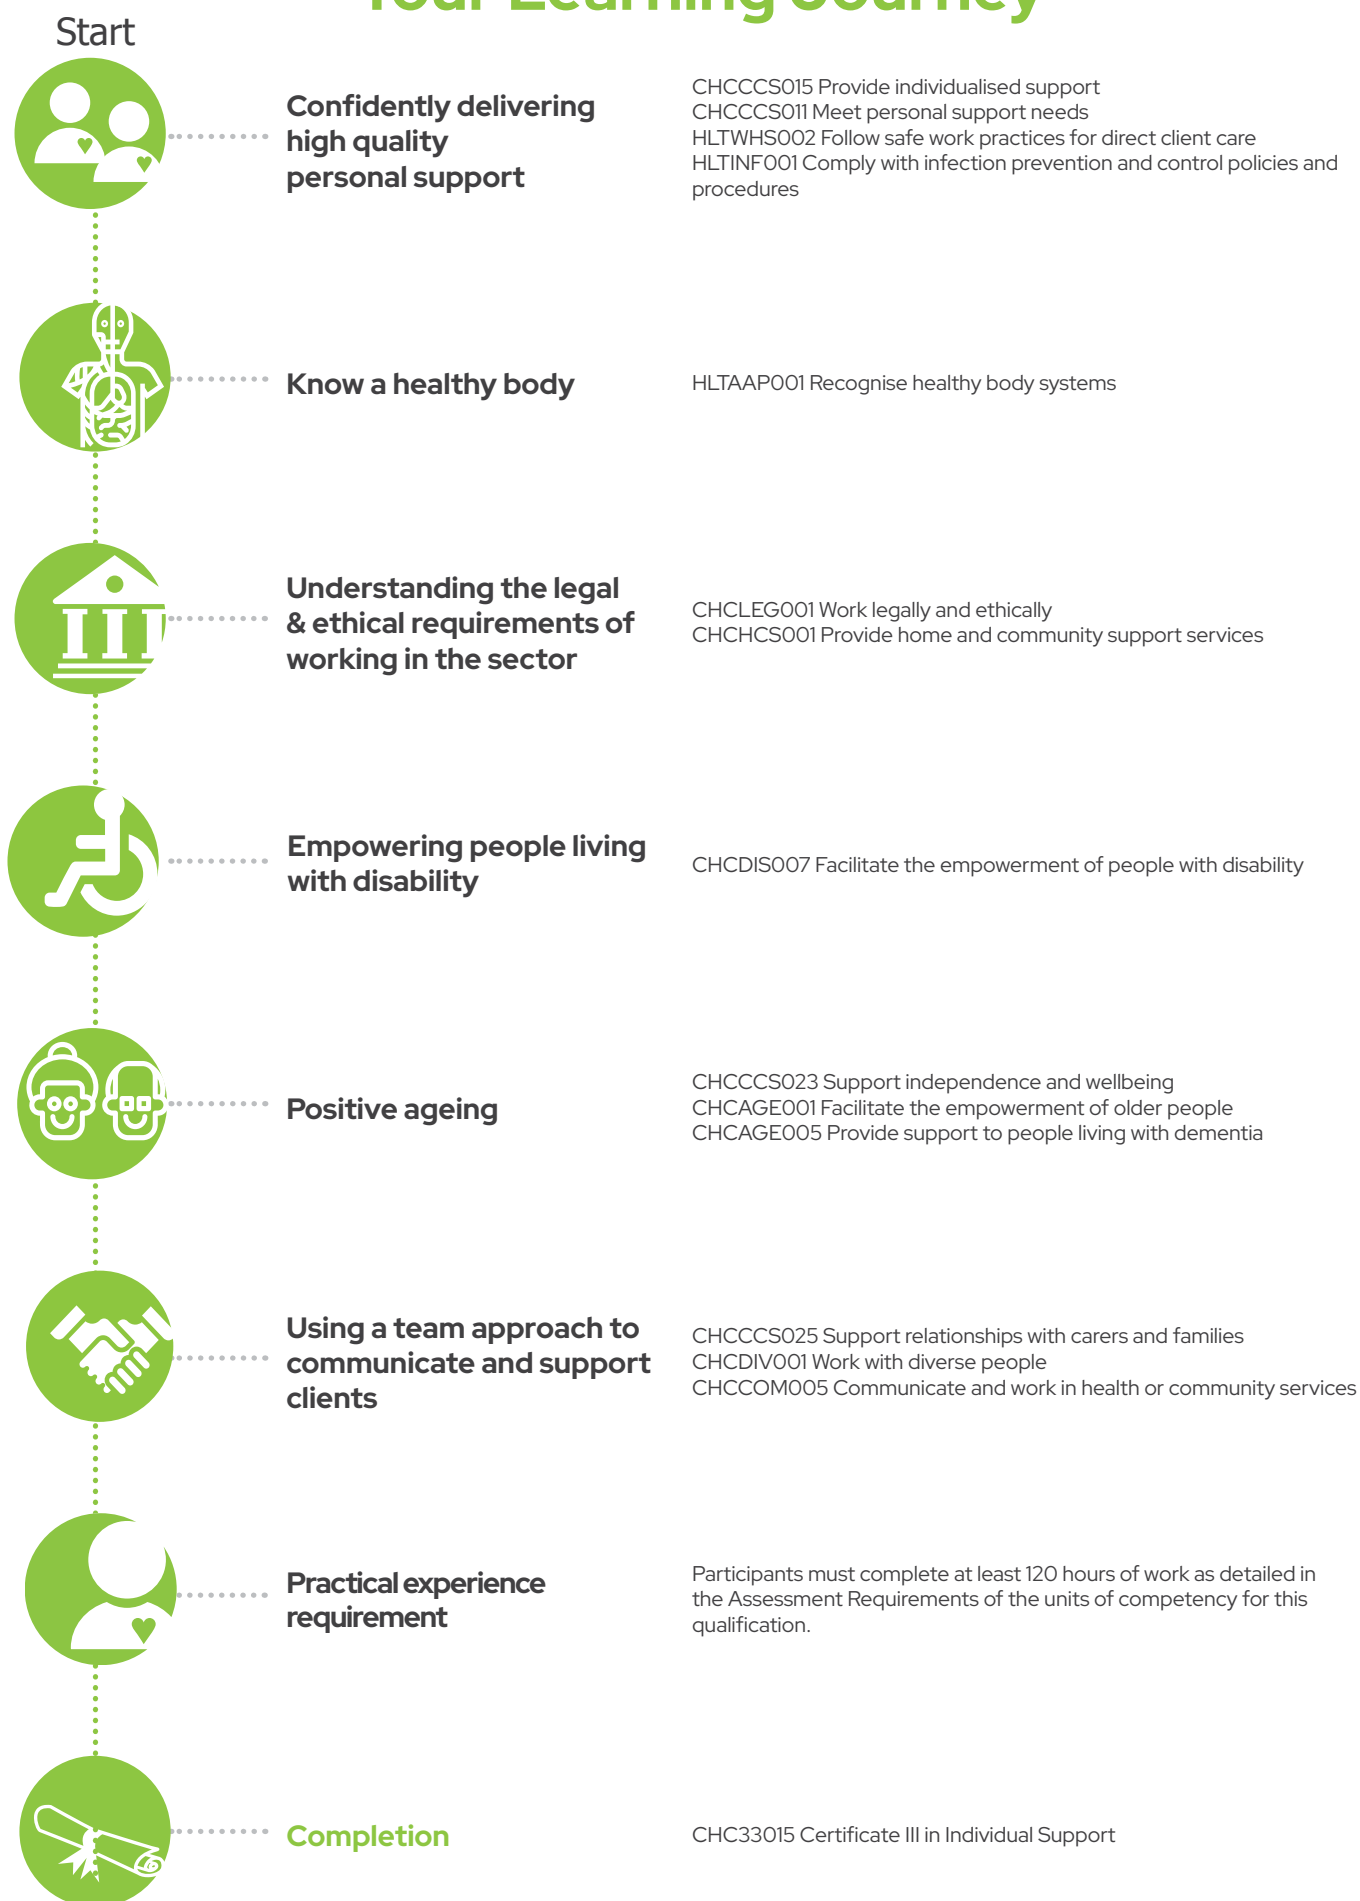 Your Learning Journey
Start
Confidently delivering
high quality
personal support
CHCCCS015 Provide individualised support
CHCCCS011 Meet personal support needs
HLTWHS002 Follow safe work practices for direct client care
HLTINF001 Comply with infection prevention and control policies and
procedures
Know a healthy body
HLTAAP001 Recognise healthy body systems
Understanding the legal
& ethical requirements of
working in the sector
CHCLEG001 Work legally and ethically
CHCHCS001 Provide home and community support services
Empowering people living
with disability
CHCDIS007 Facilitate the empowerment of people with disability
Positive ageing
CHCCCS023 Support independence and wellbeing
CHCAGE001 Facilitate the empowerment of older people
CHCAGE005 Provide support to people living with dementia
Using a team approach to
communicate and support
clients
CHCCCS025 Support relationships with carers and families
CHCDIV001 Work with diverse people
CHCCOM005 Communicate and work in health or community services
Practical experience
requirement
Participants must complete at least 120 hours of work as detailed in
the Assessment Requirements of the units of competency for this
qualification.
Completion
CHC33015 Certificate III in Individual Support